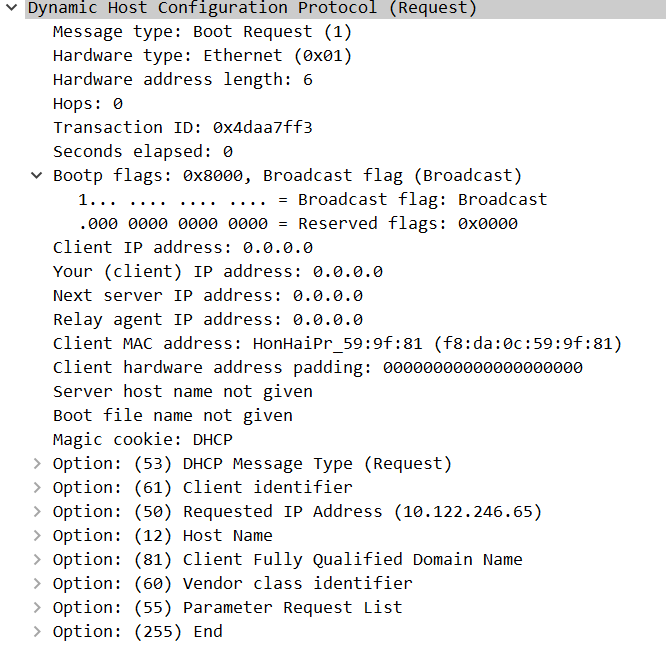 Dynamic Host Configuration Protocol (Request)
Message type: Boot Request (1)
Hardware type: Ethernet (0x01)
Hardware address length: 6
Hops: 0
Transaction ID: 0x4daa7ff3
Seconds elapsed: 0
Bootp flags: 0x8000, Broadcast flag (Broadcast)
1... .... .... .... = Broadcast flag: Broadcast
.000 0000 0000 0000 = Reserved flags: 0x0000
Client IP address: 0.0.0.0
Your (client) IP address: 0.0.0.0
Next server IP address: 0.0.0.0
Relay agent IP address: 0.0.0.0
Client MAC address: HonHaiPr_59:9f:81 (f8:da:0c:59:9f:81)
Client hardware address padding: 00000000000000000000
Server host name not given
Boot file name not given
Magic cookie: DHCP
Option: (53) DHCP Message Type (Request)
Option: (61) Client identifier
Option: (50) Requested IP Address (10.122.246.65)
Option: (12) Host Name
Option: (81) Client Fully Qualified Domain Name
Option: (60) Vendor class identifier
Option: (55) Parameter Request List
Option: (255) End